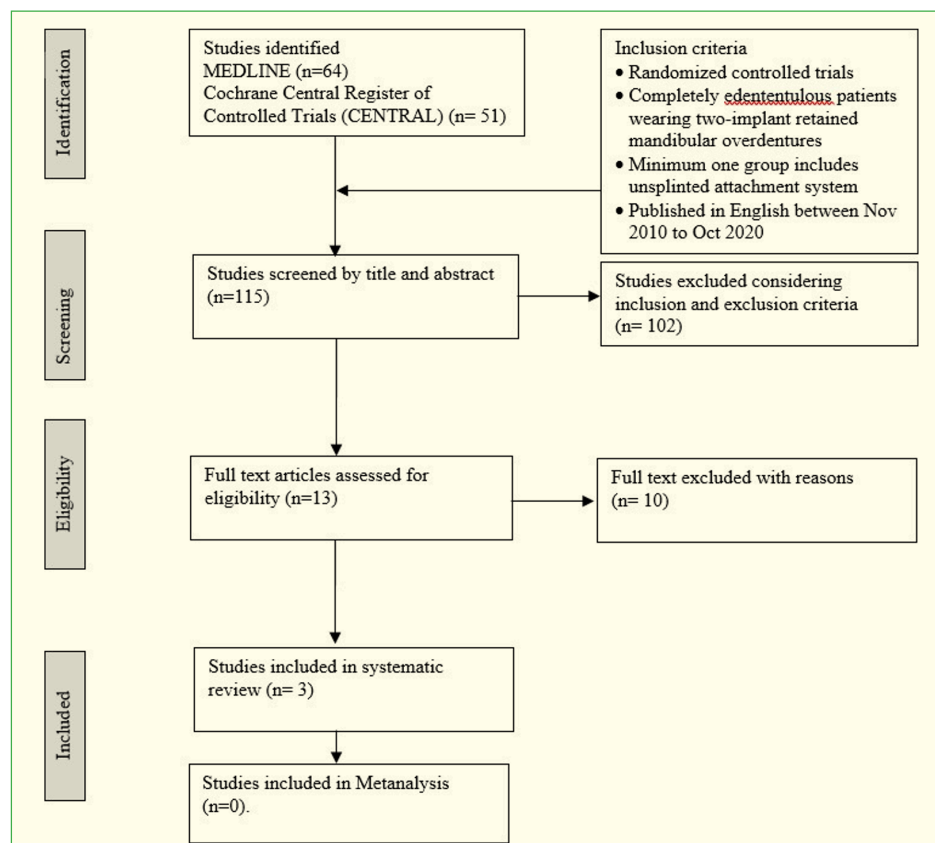 Identification
Studies identified
MEDLINE (n=64)
Cochrane Central Register of
Controlled Trials (CENTRAL) (n= 51)
Inclusion criteria
• Randomized controlled trials
• Completely edententulous patients
wearing two-implant retained
mandibular overdentures
• Minimum one group includes
unsplinted attachment system
• Published in English between Nov
2010 to Oct 2020
Screening
Studies screened by title and abstract
(n=115)
Studies excluded considering
inclusion and exclusion criteria
(n= 102)
Eligibility
Full text articles assessed for
eligibility (n=13)
Full text excluded with reasons
(n= 10)
Included
Studies included in systematic
review (n= 3)
Studies included in Metanalysis
(n=0).